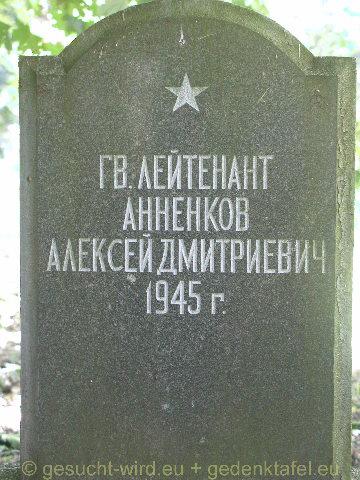 ГВ. ЛЕЙТЕНАНТ
АННЕНКОВ
АЛЕКСЕЙ ДМИТРИЕВИЧ
1945 г.
© gesucht-wird.eu + gedenktafel.eu